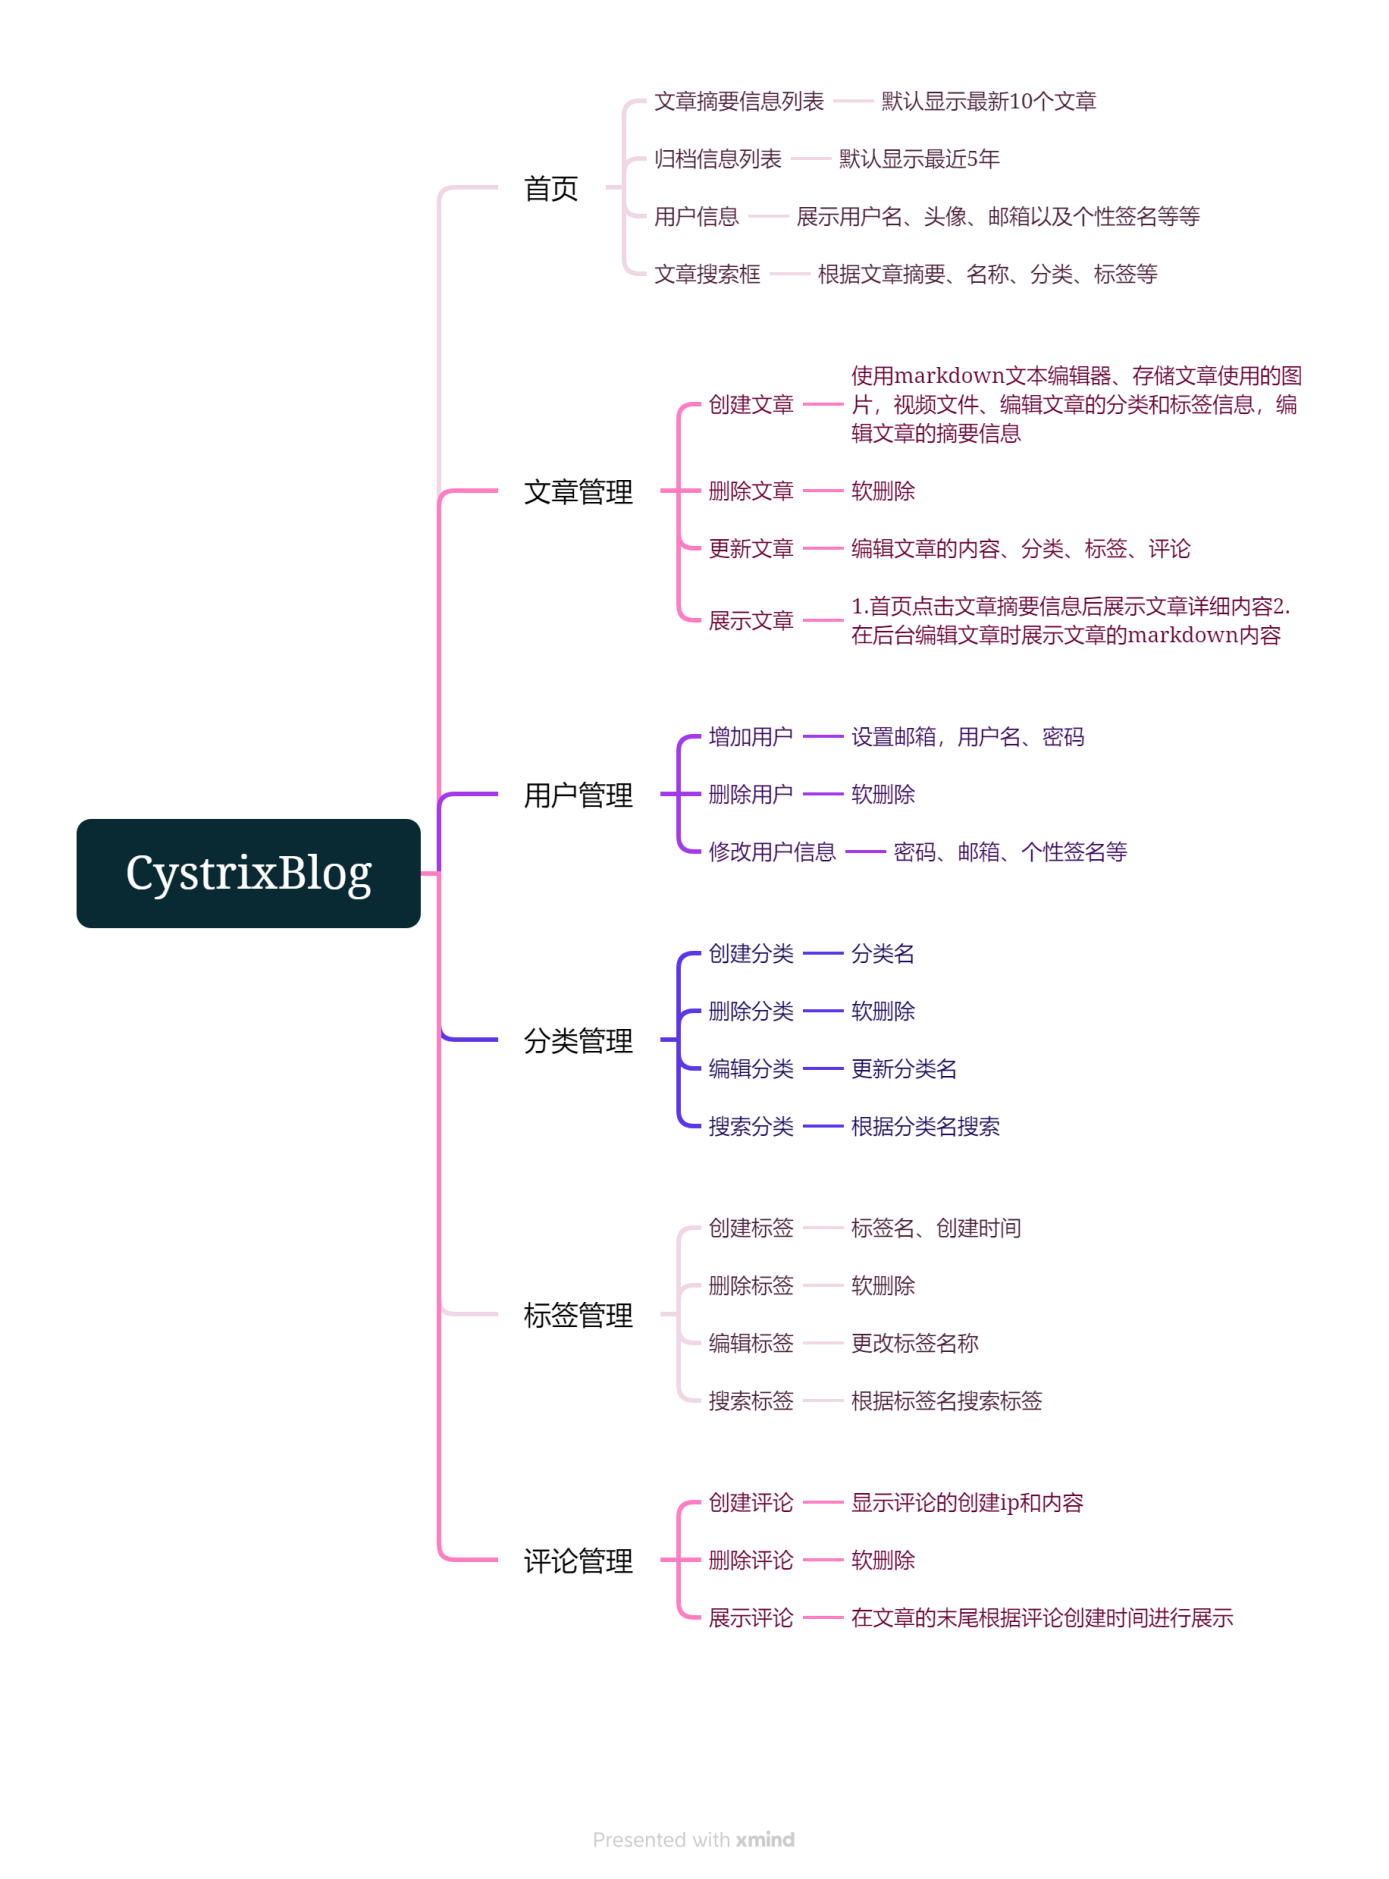 CystrixBlog
首页
文章摘要信息列表
默认显示最新10个文章
归档信息列表
默认显示最近5年
用户信息
展示用户名、头像、邮箱以及个性签名等等
文章搜索框
根据文章摘要、名称、分类、标签等
文章管理
创建文章
使用markdown文本编辑器、存储文章使用的图
片，视频文件、编辑文章的分类和标签信息，编
辑文章的摘要信息
删除文章
软删除
更新文章
编辑文章的内容、分类、标签、评论
展示文章
1.首页点击文章摘要信息后展示文章详细内容2.
在后台编辑文章时展示文章的markdown内容
用户管理
增加用户
设置邮箱，用户名、密码
删除用户
软删除
修改用户信息
密码、邮箱、个性签名等
分类管理
创建分类
分类名
删除分类
软删除
编辑分类
更新分类名
搜索分类
根据分类名搜索
标签管理
创建标签
标签名、创建时间
删除标签
软删除
编辑标签
更改标签名称
搜索标签
根据标签名搜索标签
评论管理
创建评论
显示评论的创建ip和内容
删除评论
软删除
展示评论
在文章的末尾根据评论创建时间进行展示
Presented with xmind